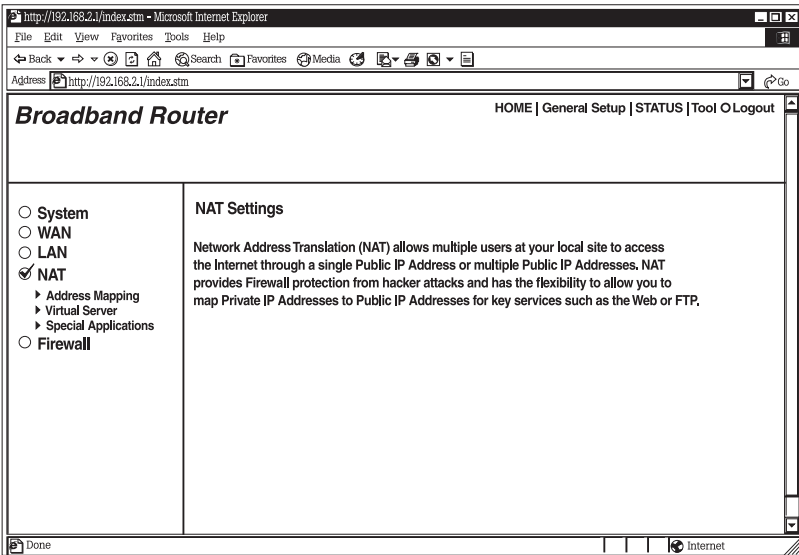 http://192.168.2.1/index.stm - Microsoft Internet Explorer
File Edit View Favorites Tools Help
Back Search Favorites Media
Address http://192.168.2.1/index.stm Go
Broadband Router
HOME | General Setup | STATUS | Tool Logout
System
WAN
LAN
NAT
Address Mapping
Virtual Server
Special Applications
Firewall
NAT Settings
Network Address Translation (NAT) allows multiple users at your local site to access
the Internet through a single Public IP Address or multiple Public IP Addresses. NAT
provides Firewall protection from hacker attacks and has the flexibility to allow you to
map Private IP Addresses to Public IP Addresses for key services such as the Web or FTP.
Done Internet